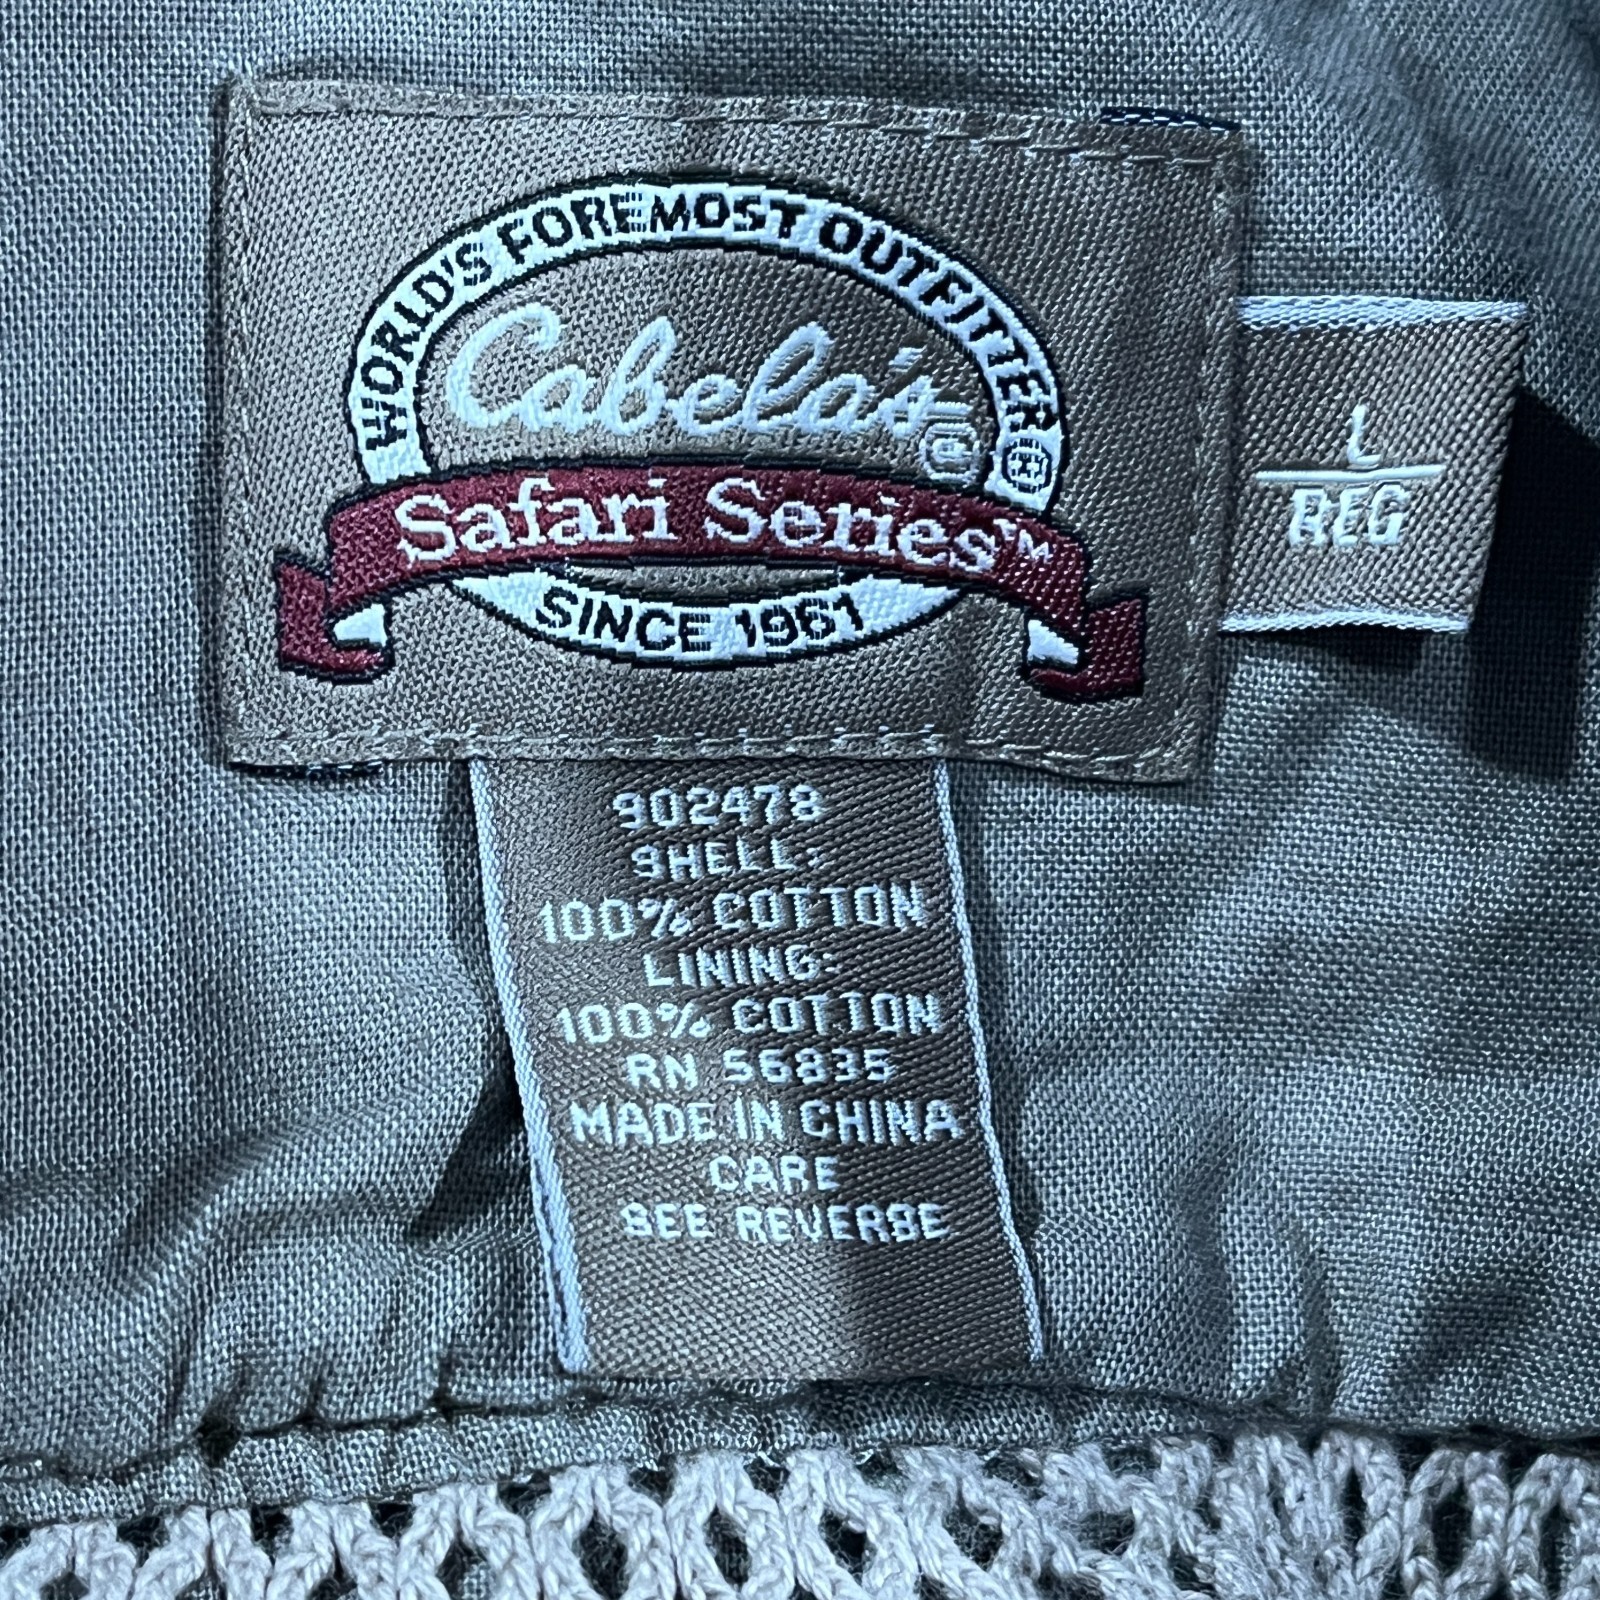 WORLD'S FOREMOST OUTFITTER®
Cabela's®
Safari Series™
SINCE 1961
L
REG
902478
SHELL:
100% COTTON
LINING:
100% COTTON
RN 56835
MADE IN CHINA
CARE
SEE REVERSE